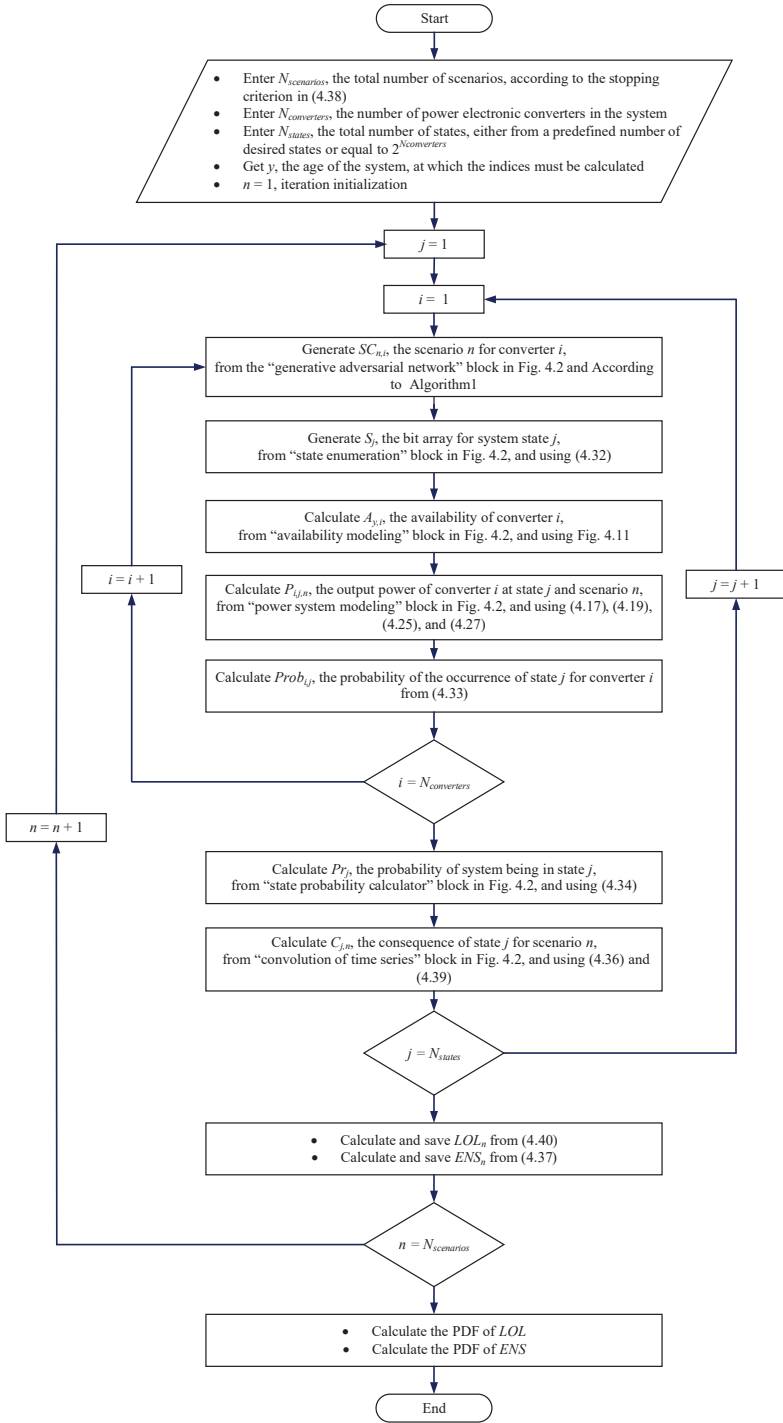 Start
• Enter N_scenarios, the total number of scenarios, according to the stopping
criterion in (4.38)
• Enter N_converters, the number of power electronic converters in the system
• Enter N_states, the total number of states, either from a predefined number of
desired states or equal to 2^Nconverters
• Get y, the age of the system, at which the indices must be calculated
• n = 1, iteration initialization
j = 1
i = 1
Generate SC_n,i, the scenario n for converter i,
from the “generative adversarial network” block in Fig. 4.2 and According
to Algorithm1
Generate S_j, the bit array for system state j,
from “state enumeration” block in Fig. 4.2, and using (4.32)
Calculate A_y,i, the availability of converter i,
from “availability modeling” block in Fig. 4.2, and using Fig. 4.11
i = i + 1
j = j + 1
Calculate P_i,j,n, the output power of converter i at state j and scenario n,
from “power system modeling” block in Fig. 4.2, and using (4.17), (4.19),
(4.25), and (4.27)
Calculate Prob_i,j, the probability of the occurrence of state j for converter i
from (4.33)
i = N_converters
n = n + 1
Calculate Pr_j, the probability of system being in state j,
from “state probability calculator” block in Fig. 4.2, and using (4.34)
Calculate C_j,n, the consequence of state j for scenario n,
from “convolution of time series” block in Fig. 4.2, and using (4.36) and
(4.39)
j = N_states
• Calculate and save LOL_n from (4.40)
• Calculate and save ENS_n from (4.37)
n = N_scenarios
• Calculate the PDF of LOL
• Calculate the PDF of ENS
End